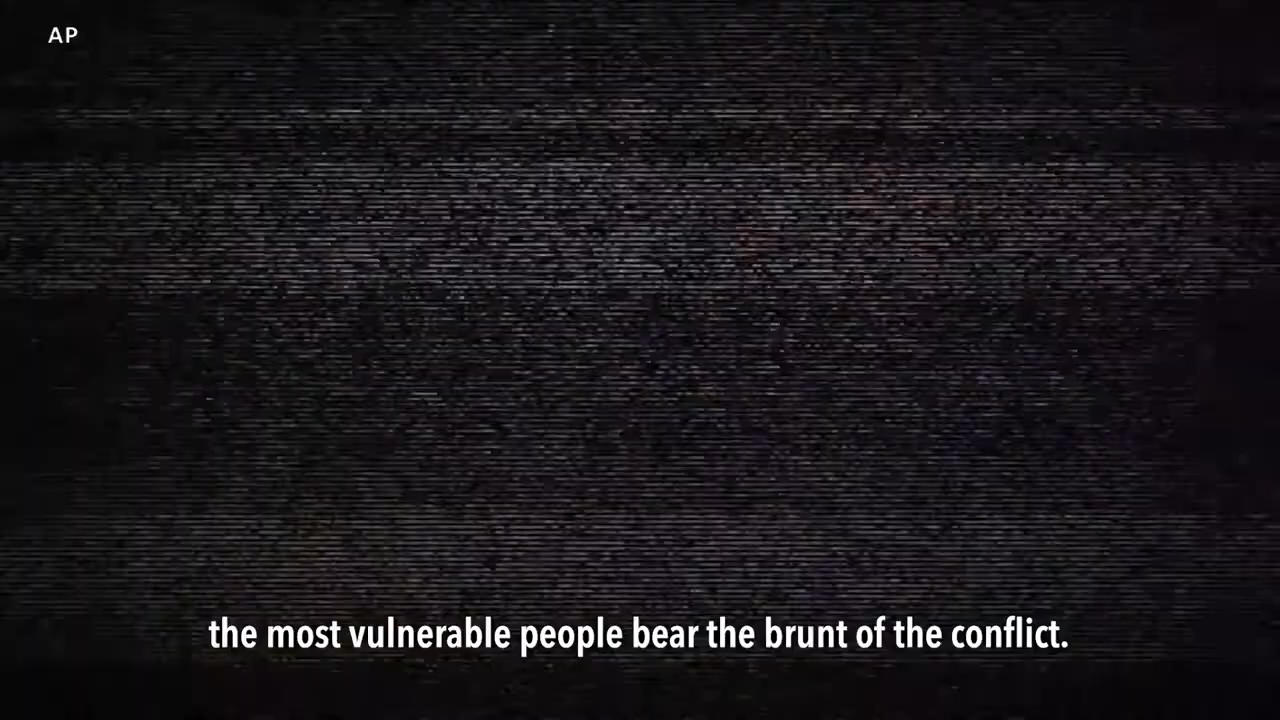 AP
the most vulnerable people bear the brunt of the conflict.